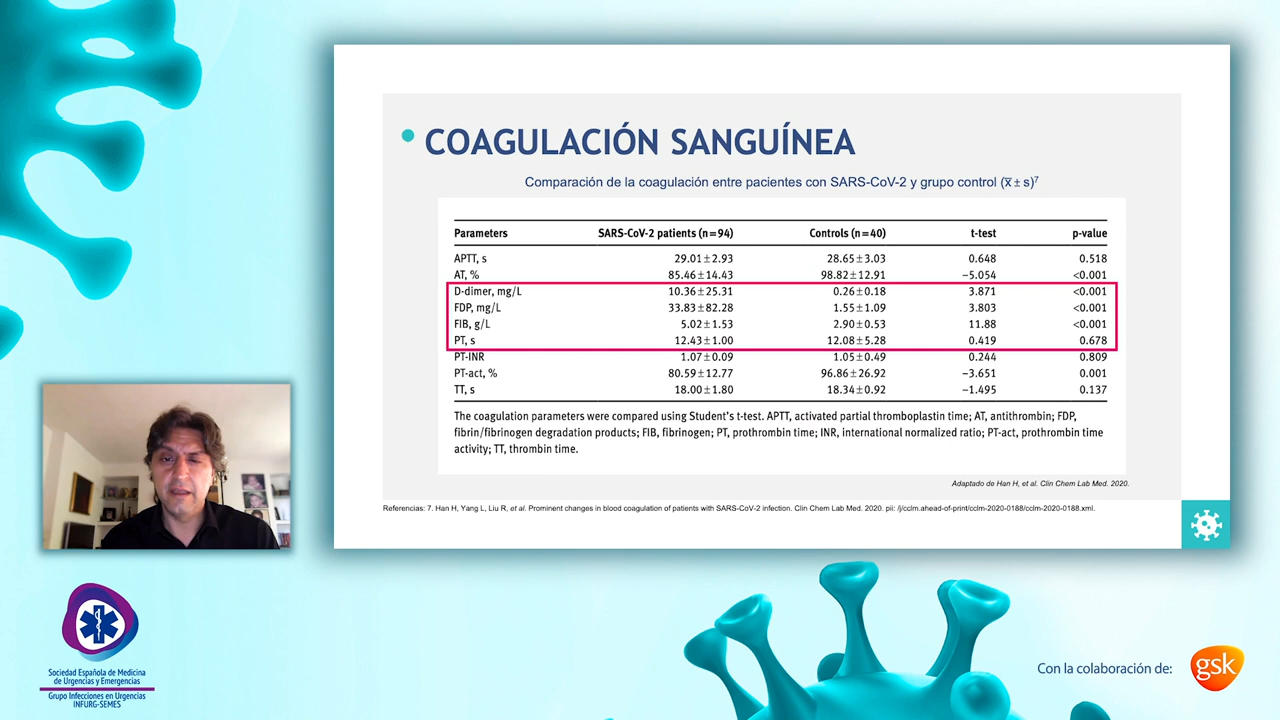 COAGULACIÓN SANGUÍNEA
Comparación de la coagulación entre pacientes con SARS-CoV-2 y grupo control (x̅ ± s)⁷
Parameters SARS-CoV-2 patients (n=94) Controls (n=40) t-test p-value
APTT, s 29.01±2.93 28.65±3.03 0.648 0.518
AT, % 85.46±14.43 98.82±12.91 −5.054 <0.001
D-dimer, mg/L 10.36±25.31 0.26±0.18 3.871 <0.001
FDP, mg/L 33.83±82.28 1.55±1.09 3.803 <0.001
FIB, g/L 5.02±1.53 2.90±0.53 11.88 <0.001
PT, s 12.43±1.00 12.08±5.28 0.419 0.678
PT-INR 1.07±0.09 1.05±0.49 0.244 0.809
PT-act, % 80.59±12.77 96.86±26.92 −3.651 0.001
TT, s 18.00±1.80 18.34±0.92 −1.495 0.137
The coagulation parameters were compared using Student's t-test. APTT, activated partial thromboplastin time; AT, antithrombin; FDP,
fibrin/fibrinogen degradation products; FIB, fibrinogen; PT, prothrombin time; INR, international normalized ratio; PT-act, prothrombin time
activity; TT, thrombin time.
Adaptado de Han H, et al. Clin Chem Lab Med. 2020.
Referencias: 7. Han H, Yang L, Liu R, et al. Prominent changes in blood coagulation of patients with SARS-CoV-2 infection. Clin Chem Lab Med. 2020. pii: /j/cclm.ahead-of-print/cclm-2020-0188/cclm-2020-0188.xml.
Sociedad Española de Medicina
de Urgencias y Emergencias
Grupo Infecciones en Urgencias
INFURG-SEMES
Con la colaboración de:
gsk